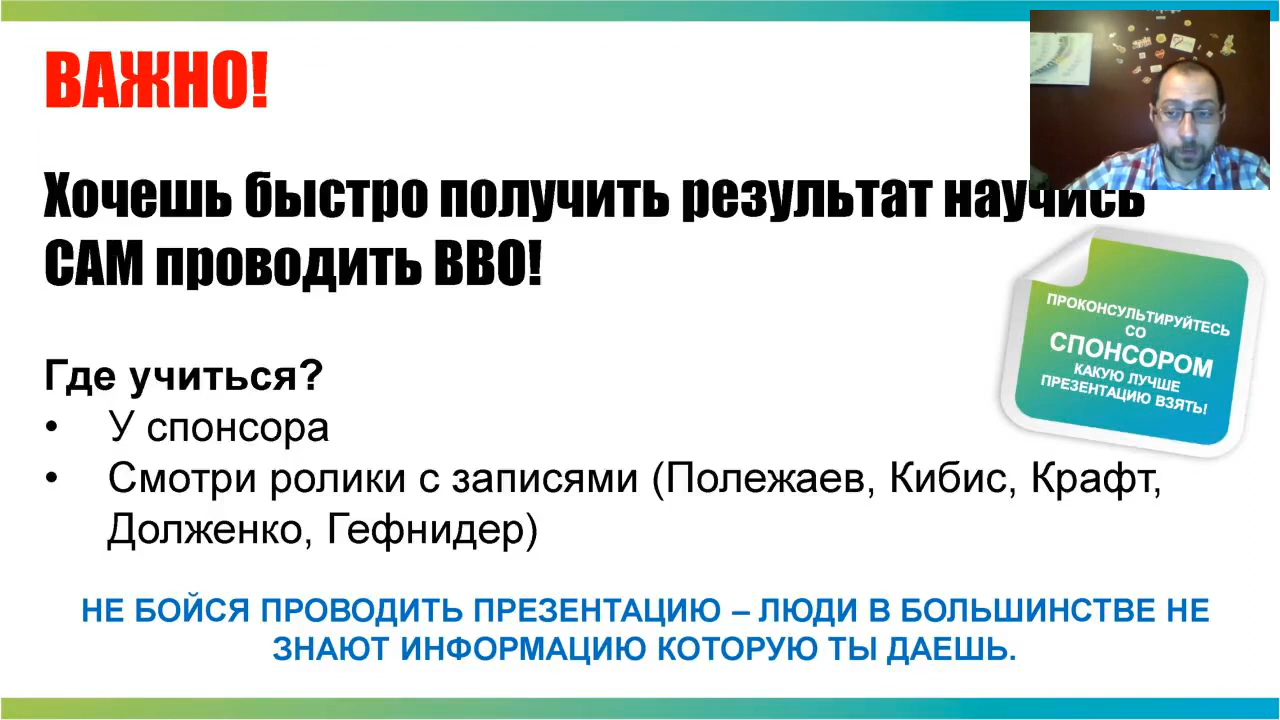 ВАЖНО!
Хочешь быстро получить результат научись
САМ проводить ВВО!
ПРОКОНСУЛЬТИРУЙТЕСЬ
СО
СПОНСОРОМ
КАКУЮ ЛУЧШЕ
ПРЕЗЕНТАЦИЮ ВЗЯТЬ!
Где учиться?
• У спонсора
• Смотри ролики с записями (Полежаев, Кибис, Крафт,
Долженко, Гефнидер)
НЕ БОЙСЯ ПРОВОДИТЬ ПРЕЗЕНТАЦИЮ – ЛЮДИ В БОЛЬШИНСТВЕ НЕ
ЗНАЮТ ИНФОРМАЦИЮ КОТОРУЮ ТЫ ДАЕШЬ.